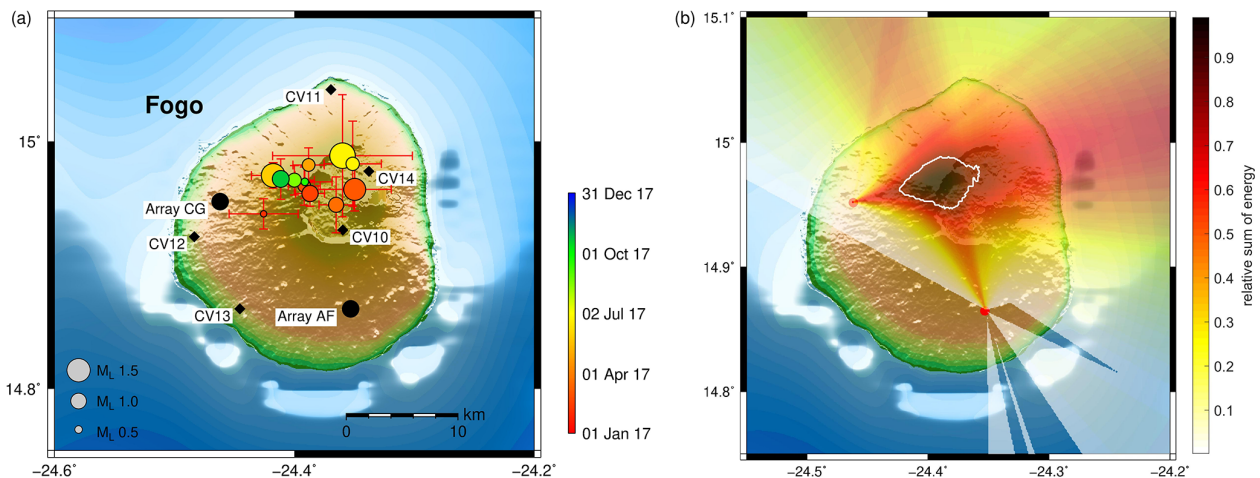 (a)
Fogo
CV11
CV14
Array CG
CV12
CV10
CV13
Array AF
M_L 1.5
M_L 1.0
M_L 0.5
km
0 10
15°
14.8°
−24.6° −24.4° −24.2°
31 Dec 17
01 Oct 17
02 Jul 17
01 Apr 17
01 Jan 17
(b)
15.1°
15°
14.9°
14.8°
−24.5° −24.4° −24.3° −24.2°
0.9
0.8
0.7
0.6
0.5
0.4
0.3
0.2
0.1
relative sum of energy